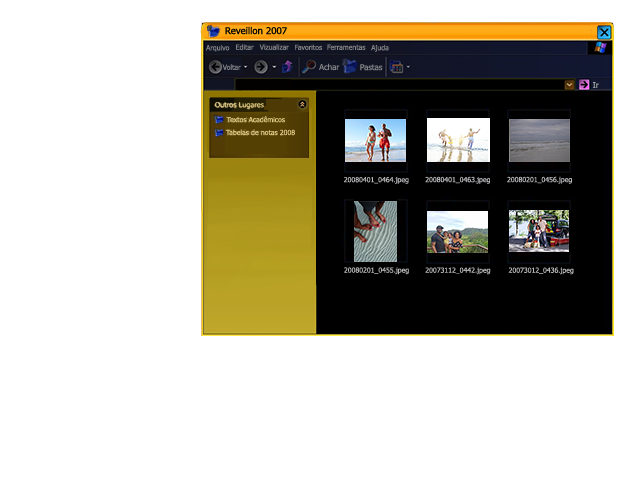 Reveillon 2007
Arquivo Editar Vizualizar Favoritos Ferramentas Ajuda
Voltar Achar Pastas
Ir
Outros Lugares
Textos Acadêmicos
Tabelas de notas 2008
20080401_0464.jpeg 20080401_0463.jpeg 20080201_0456.jpeg
20080201_0455.jpeg 20073112_0442.jpeg 20073012_0436.jpeg